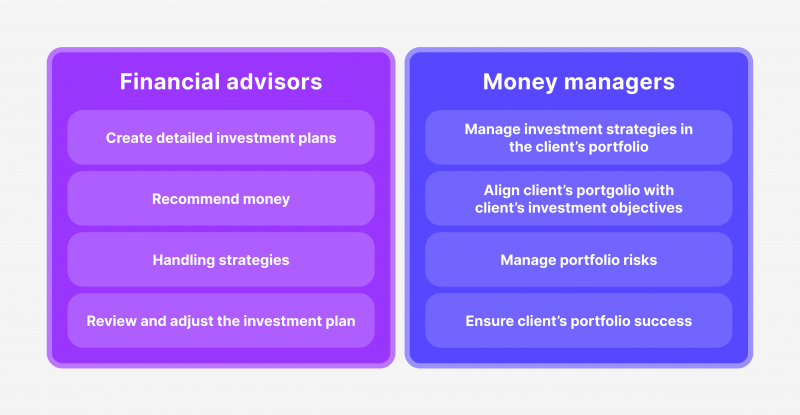 Financial advisors
Create detailed investment plans
Recommend money
Handling strategies
Review and adjust the investment plan
Money managers
Manage investment strategies in
the client’s portfolio
Align client’s portgolio with
client’s investment objectives
Manage portfolio risks
Ensure client’s portfolio success